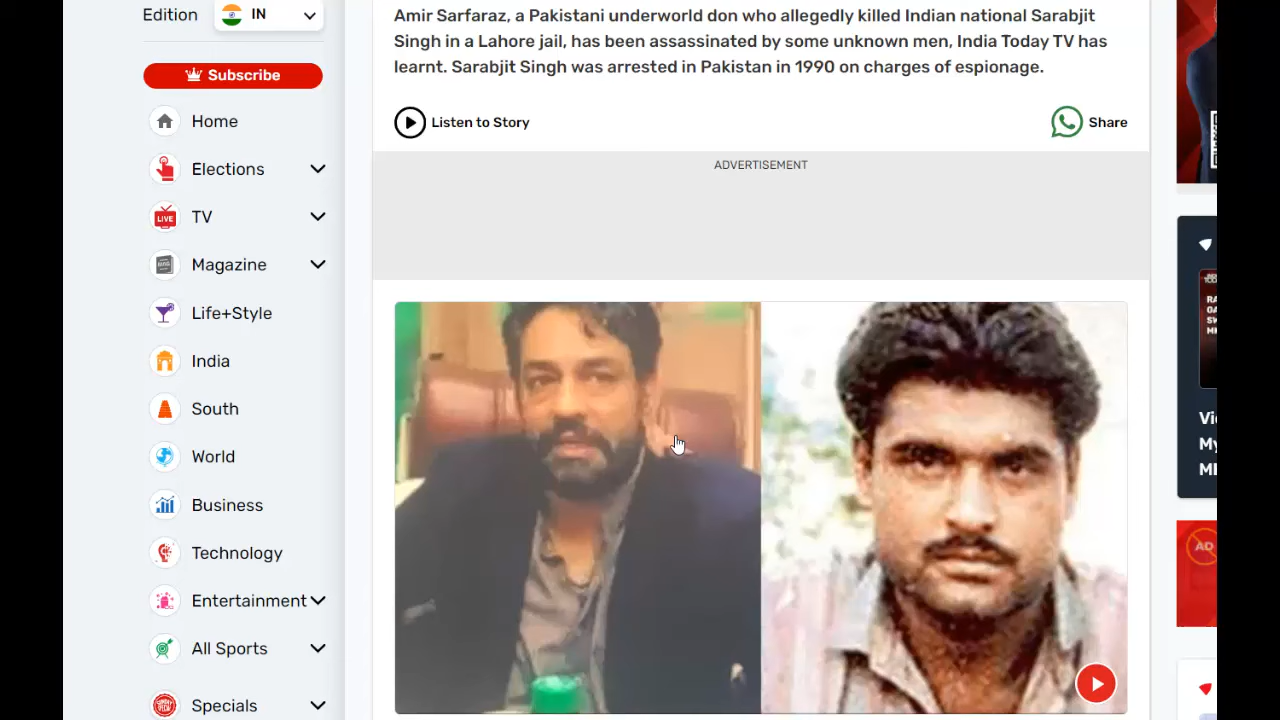 Edition
IN
Subscribe
Home
Elections
LIVE
TV
Magazine
Life+Style
India
South
World
Business
Technology
Entertainment
All Sports
Specials
Amir Sarfaraz, a Pakistani underworld don who allegedly killed Indian national Sarabjit
Singh in a Lahore jail, has been assassinated by some unknown men, India Today TV has
learnt. Sarabjit Singh was arrested in Pakistan in 1990 on charges of espionage.
Listen to Story
Share
ADVERTISEMENT
AD